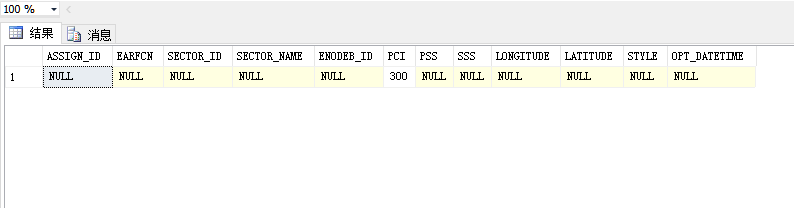 100 %
结果 消息
ASSIGN_ID EARFCN SECTOR_ID SECTOR_NAME ENODEB_ID PCI PSS SSS LONGITUDE LATITUDE STYLE OPT_DATETIME
1 NULL NULL NULL NULL NULL 300 NULL NULL NULL NULL NULL NULL